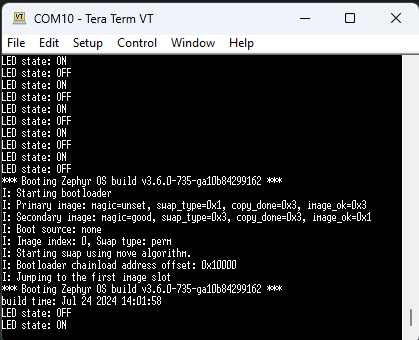 COM10 - Tera Term VT
File Edit Setup Control Window Help
LED state: ON
LED state: OFF
LED state: ON
LED state: OFF
LED state: ON
LED state: OFF
LED state: ON
LED state: OFF
LED state: ON
LED state: OFF
*** Booting Zephyr OS build v3.6.0-735-ga10b84299162 ***
I: Starting bootloader
I: Primary image: magic=unset, swap_type=0x1, copy_done=0x3, image_ok=0x3
I: Secondary image: magic=good, swap_type=0x3, copy_done=0x3, image_ok=0x1
I: Boot source: none
I: Image index: 0, Swap type: perm
I: Starting swap using move algorithm.
I: Bootloader chainload address offset: 0x10000
I: Jumping to the first image slot
*** Booting Zephyr OS build v3.6.0-735-ga10b84299162 ***
build time: Jul 24 2024 14:01:58
LED state: OFF
LED state: ON